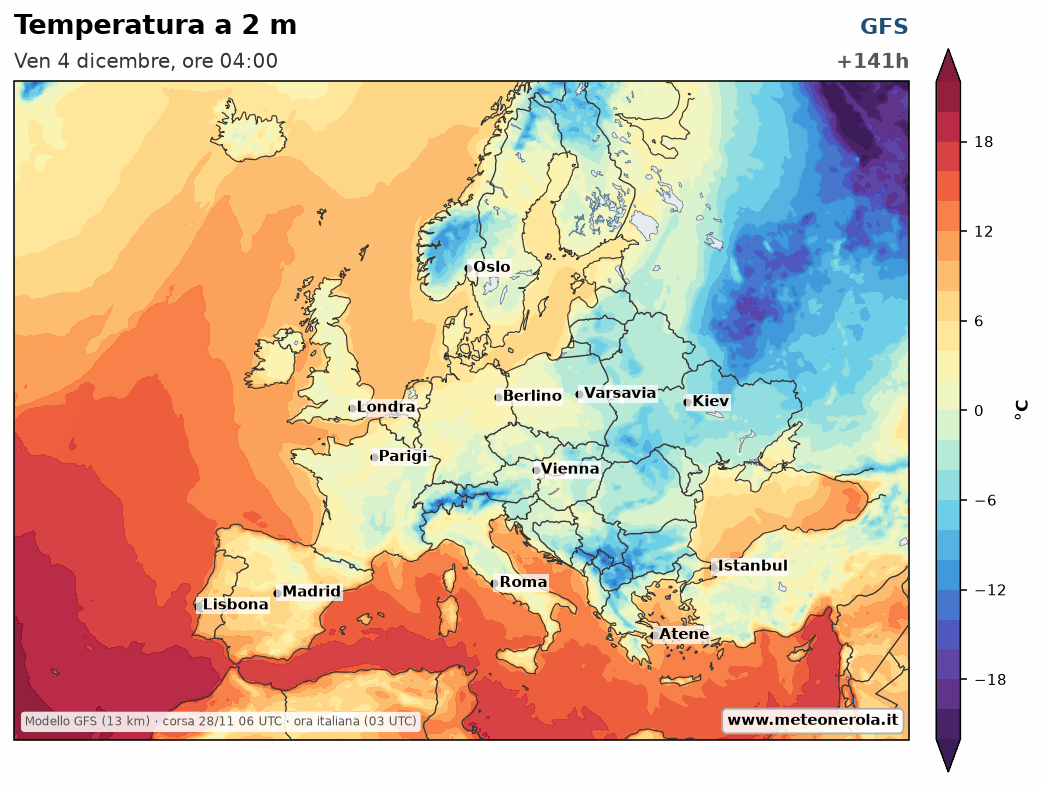 Temperatura a 2 m
GFS
Ven 4 dicembre, ore 04:00
+141h
Oslo
Londra
Berlino
Varsavia
Kiev
Parigi
Vienna
Istanbul
Roma
Madrid
Lisbona
Atene
Modello GFS (13 km) · corsa 28/11 06 UTC · ora italiana (03 UTC)
www.meteonerola.it
18
12
6
0
−6
−12
−18
°C